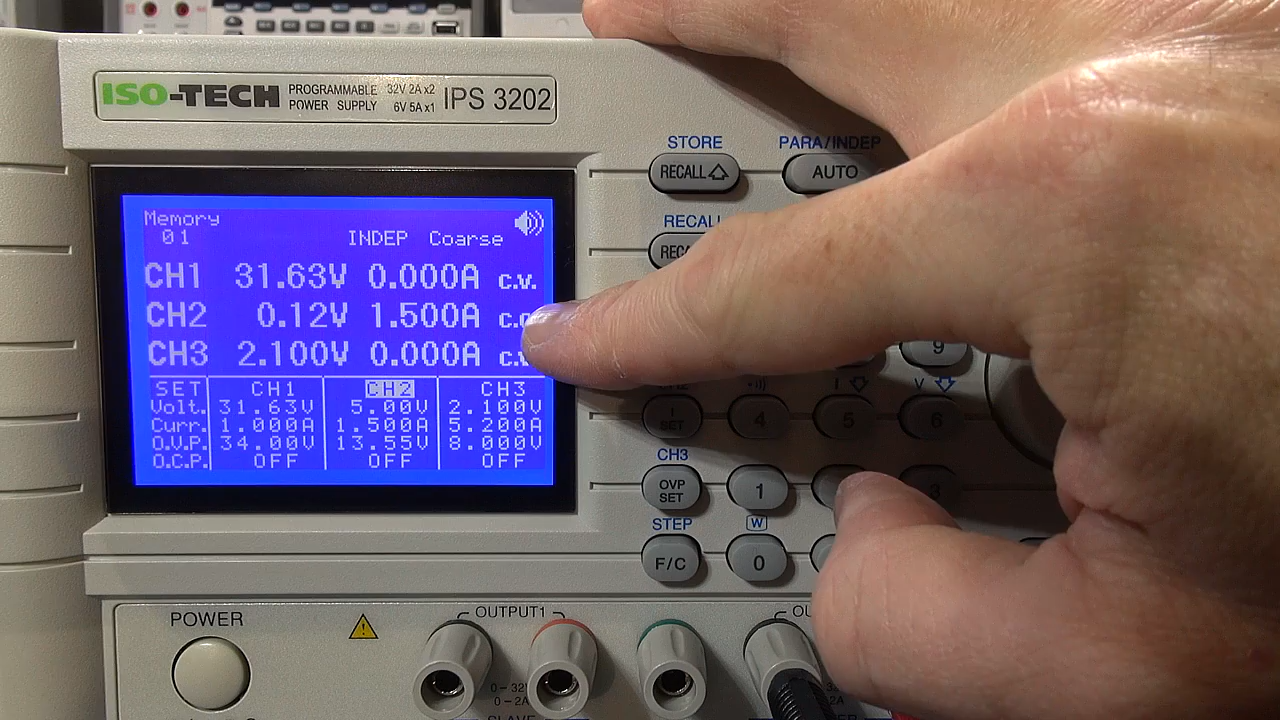 ISO-TECH PROGRAMMABLE POWER SUPPLY 32V 2A x2 6V 5A x1 IPS 3202
STORE PARA/INDEP
RECALL AUTO
RECALL
Memory
01 INDEP Coarse
CH1 31.63V 0.000A c.v.
CH2 0.12V 1.500A
CH3 2.100V 0.000A
SET CH1 CH2 CH3
Volt. 31.63V 5.00V 2.100V
Curr. 1.000A 1.500A 5.200A
O.V.P. 34.00V 13.55V 8.000V
O.C.P. OFF OFF OFF
9
I V
I SET 4 5 6
CH3
OVP SET 1 3
STEP W
F/C 0
POWER OUTPUT1